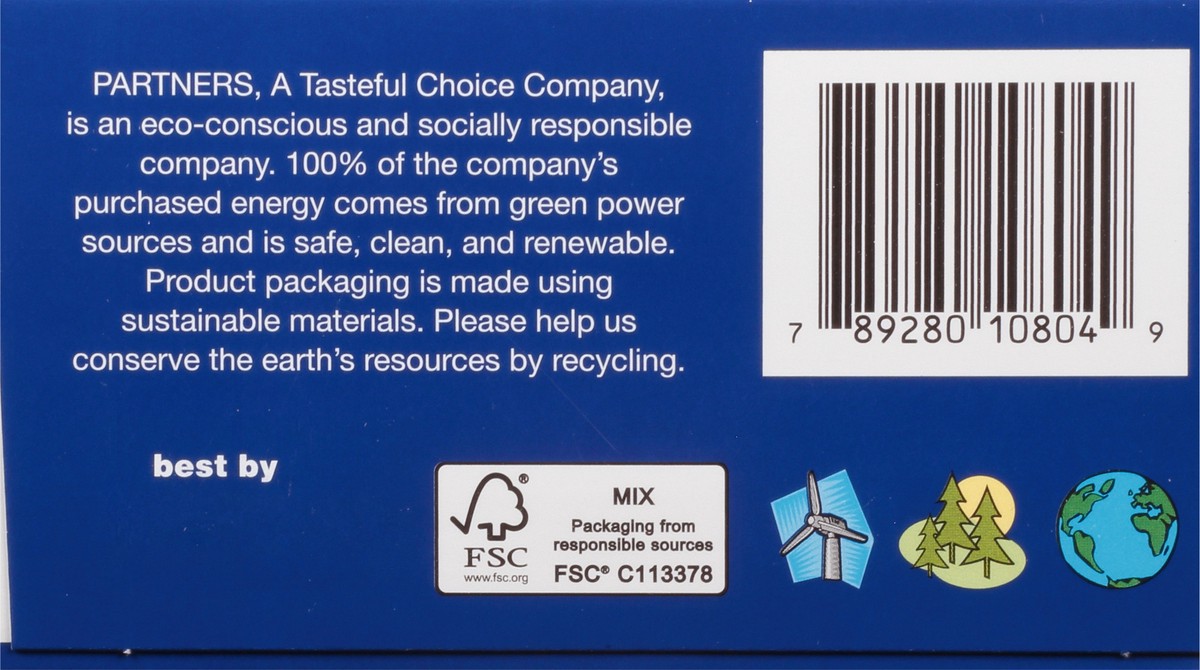 PARTNERS, A Tasteful Choice Company,
is an eco-conscious and socially responsible
company. 100% of the company's
purchased energy comes from green power
sources and is safe, clean, and renewable.
Product packaging is made using
sustainable materials. Please help us
conserve the earth's resources by recycling.
7 89280 10804 9
best by
FSC®
www.fsc.org
MIX
Packaging from
responsible sources
FSC® C113378